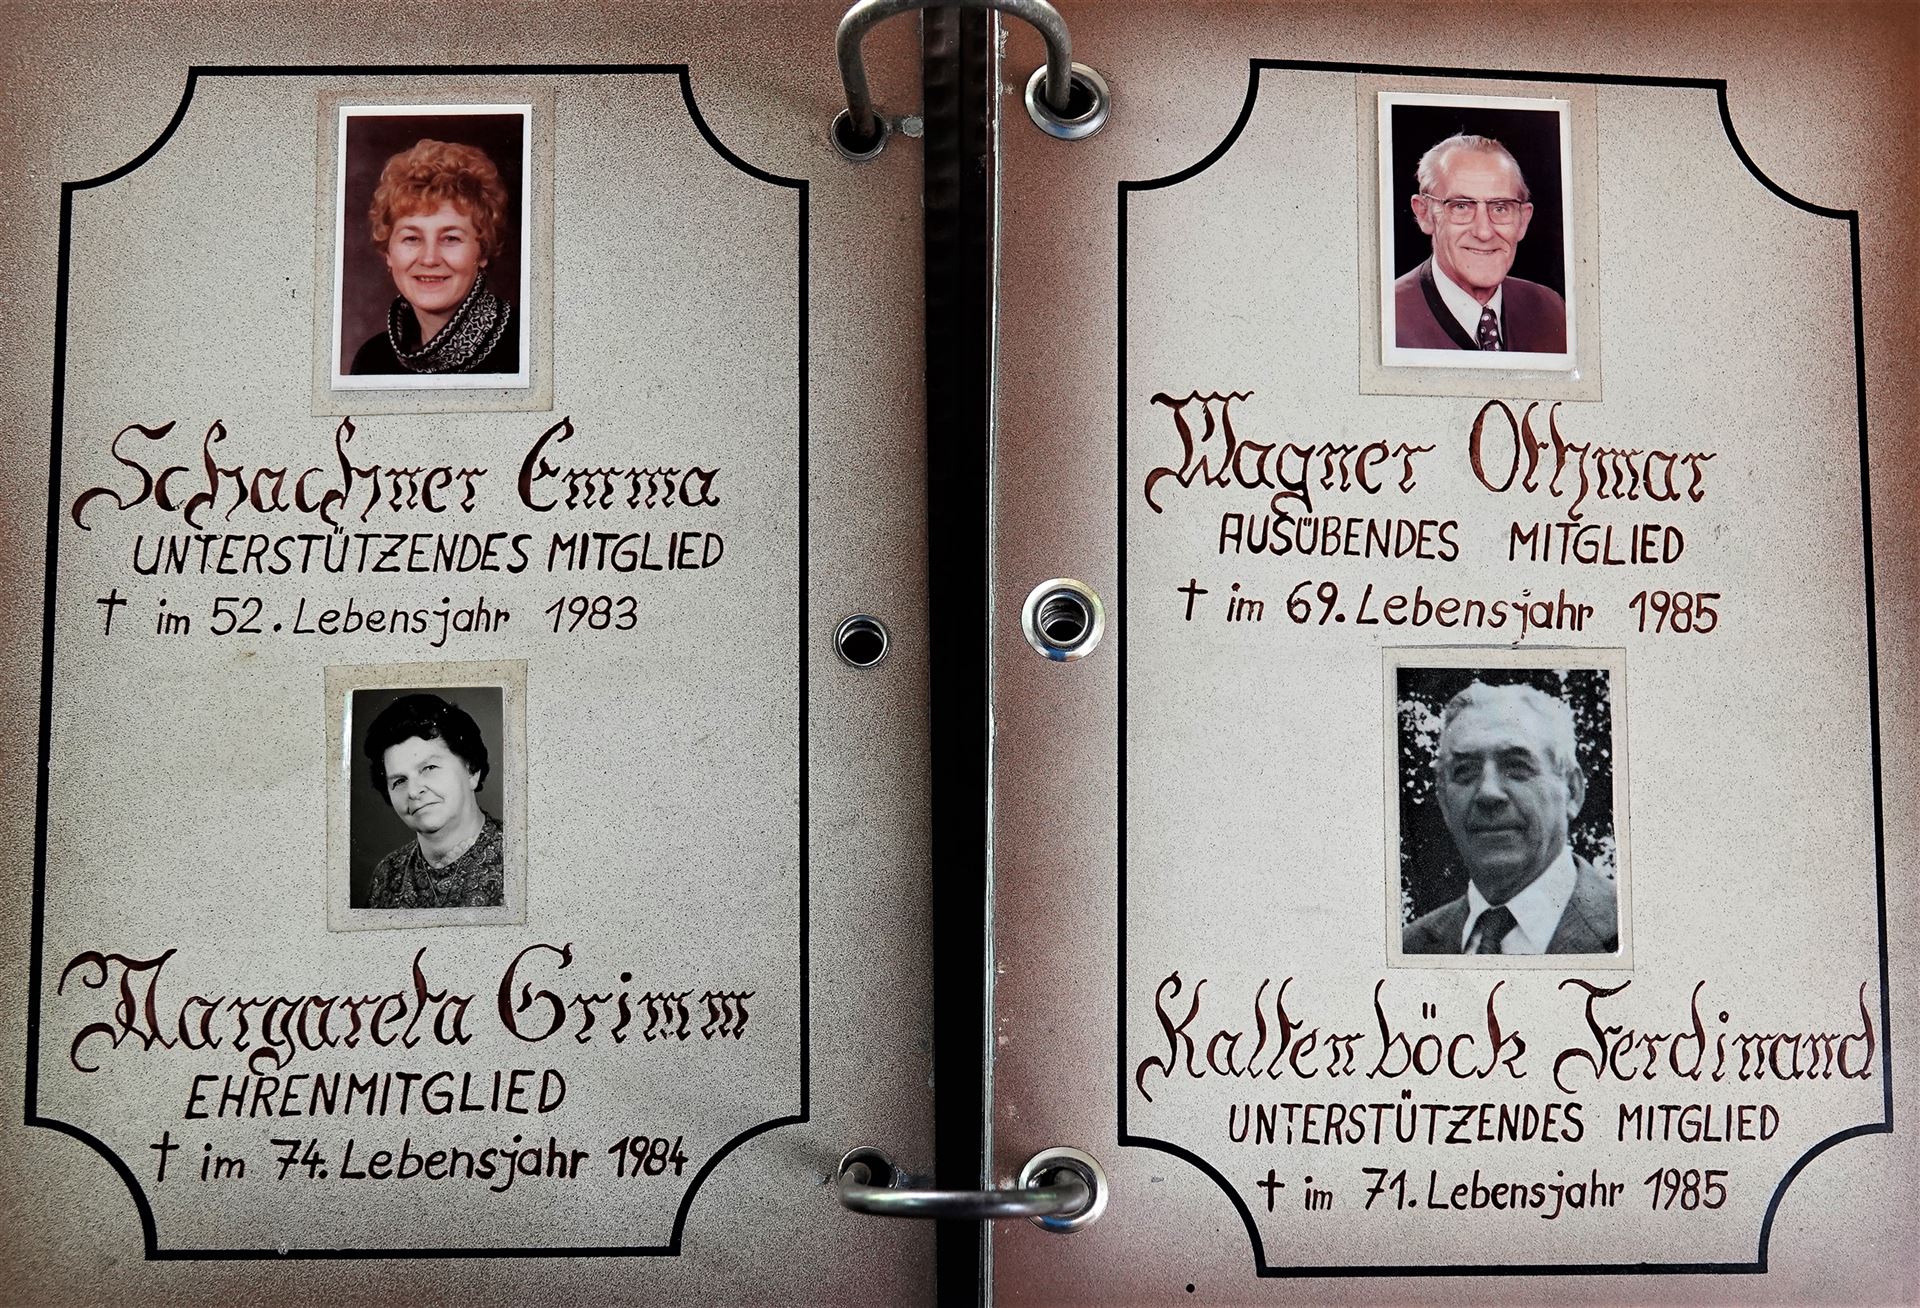 Schachner Emma
UNTERSTÜTZENDES MITGLIED
† im 52. Lebensjahr 1983
Margareta Grimm
EHRENMITGLIED
† im 74. Lebensjahr 1984
Wagner Othmar
AUSÜBENDES MITGLIED
† im 69. Lebensjahr 1985
Kaltenböck Ferdinand
UNTERSTÜTZENDES MITGLIED
† im 71. Lebensjahr 1985